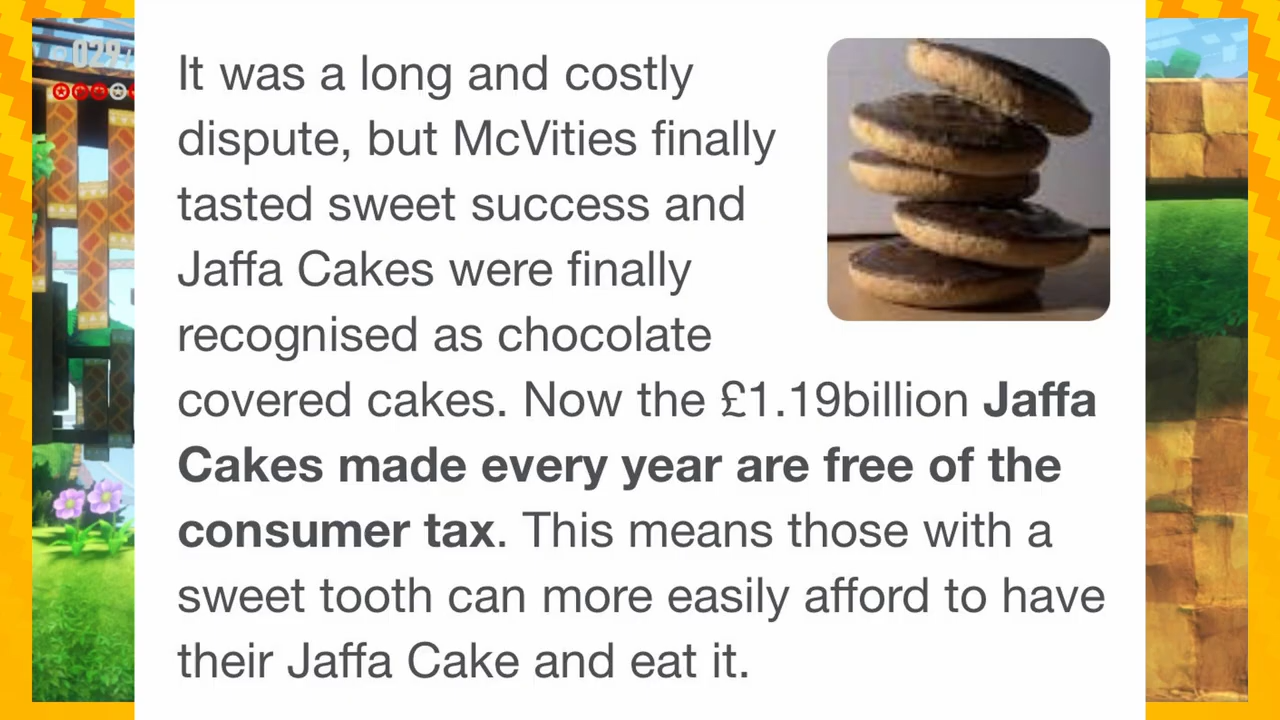 029/
It was a long and costly
dispute, but McVities finally
tasted sweet success and
Jaffa Cakes were finally
recognised as chocolate
covered cakes. Now the £1.19billion Jaffa
Cakes made every year are free of the
consumer tax. This means those with a
sweet tooth can more easily afford to have
their Jaffa Cake and eat it.